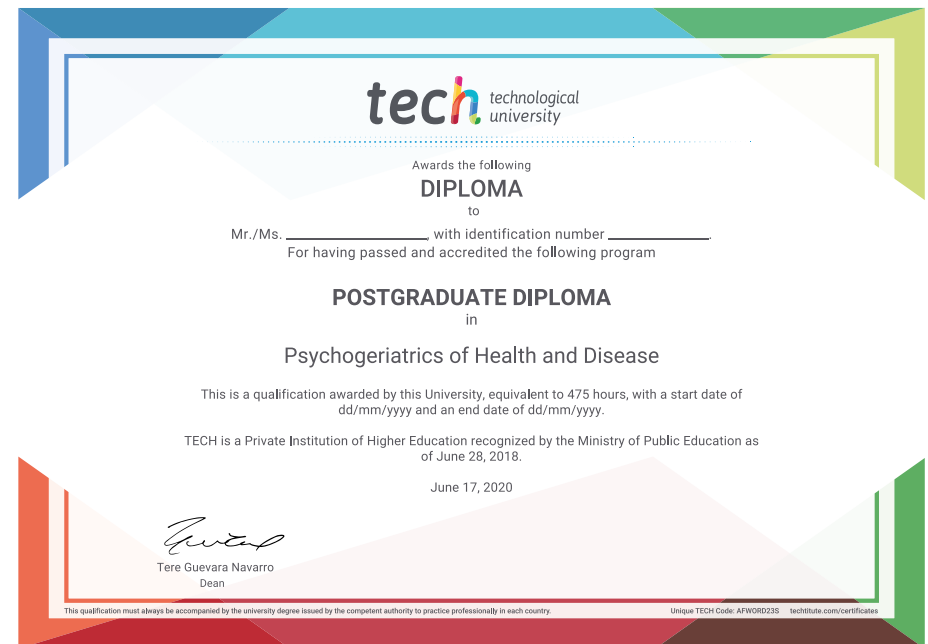 tech technological
university
Awards the following
DIPLOMA
to
Mr./Ms. ____________________, with identification number ______________.
For having passed and accredited the following program
POSTGRADUATE DIPLOMA
in
Psychogeriatrics of Health and Disease
This is a qualification awarded by this University, equivalent to 475 hours, with a start date of
dd/mm/yyyy and an end date of dd/mm/yyyy.
TECH is a Private Institution of Higher Education recognized by the Ministry of Public Education as
of June 28, 2018.
June 17, 2020
Tere Guevara Navarro
Dean
This qualification must always be accompanied by the university degree issued by the competent authority to practice professionally in each country.
Unique TECH Code: AFWORD23S techtitute.com/certificates